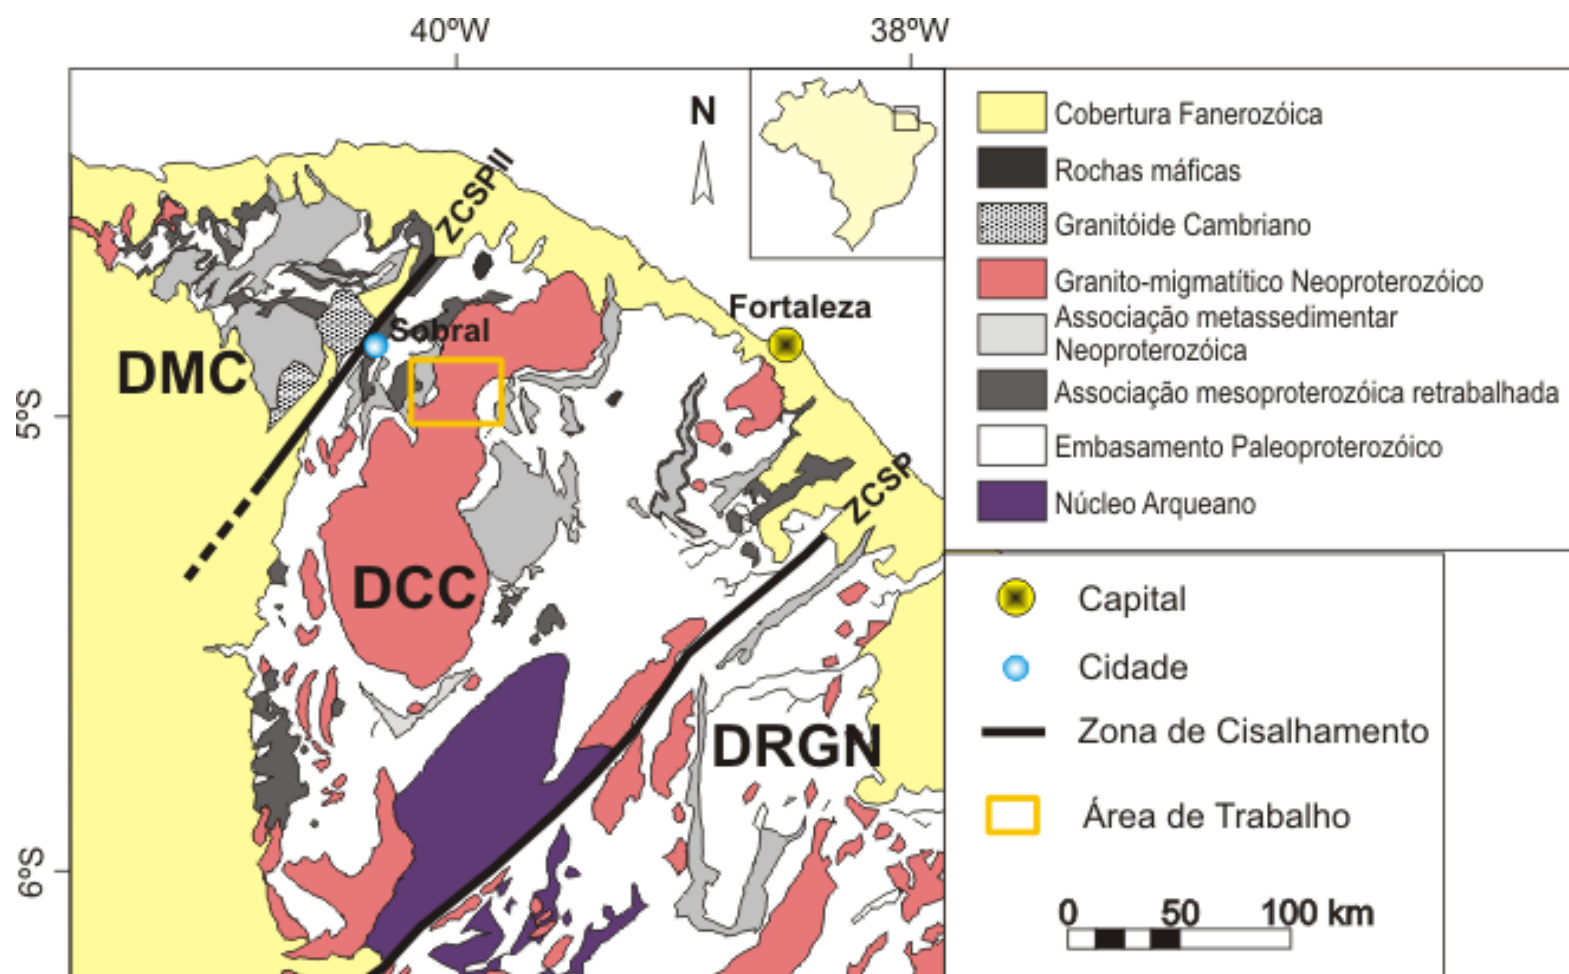 40ºW
38ºW
N
ZCSPII
Fortaleza
Sobral
DMC
5ºS
ZCSP
DCC
DRGN
6ºS
Cobertura Fanerozóica
Rochas máficas
Granitóide Cambriano
Granito-migmatítico Neoproterozóico
Associação metassedimentar
Neoproterozóica
Associação mesoproterozóica retrabalhada
Embasamento Paleoproterozóico
Núcleo Arqueano
Capital
Cidade
Zona de Cisalhamento
Área de Trabalho
0 50 100 km